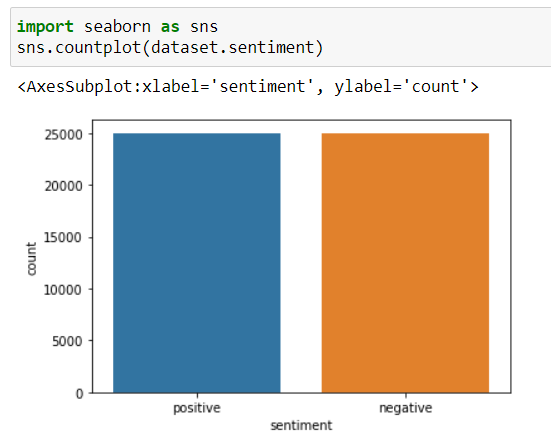 import seaborn as sns
sns.countplot(dataset.sentiment)
<AxesSubplot:xlabel='sentiment', ylabel='count'>
25000
20000
15000
10000
5000
0
count
positive negative
sentiment